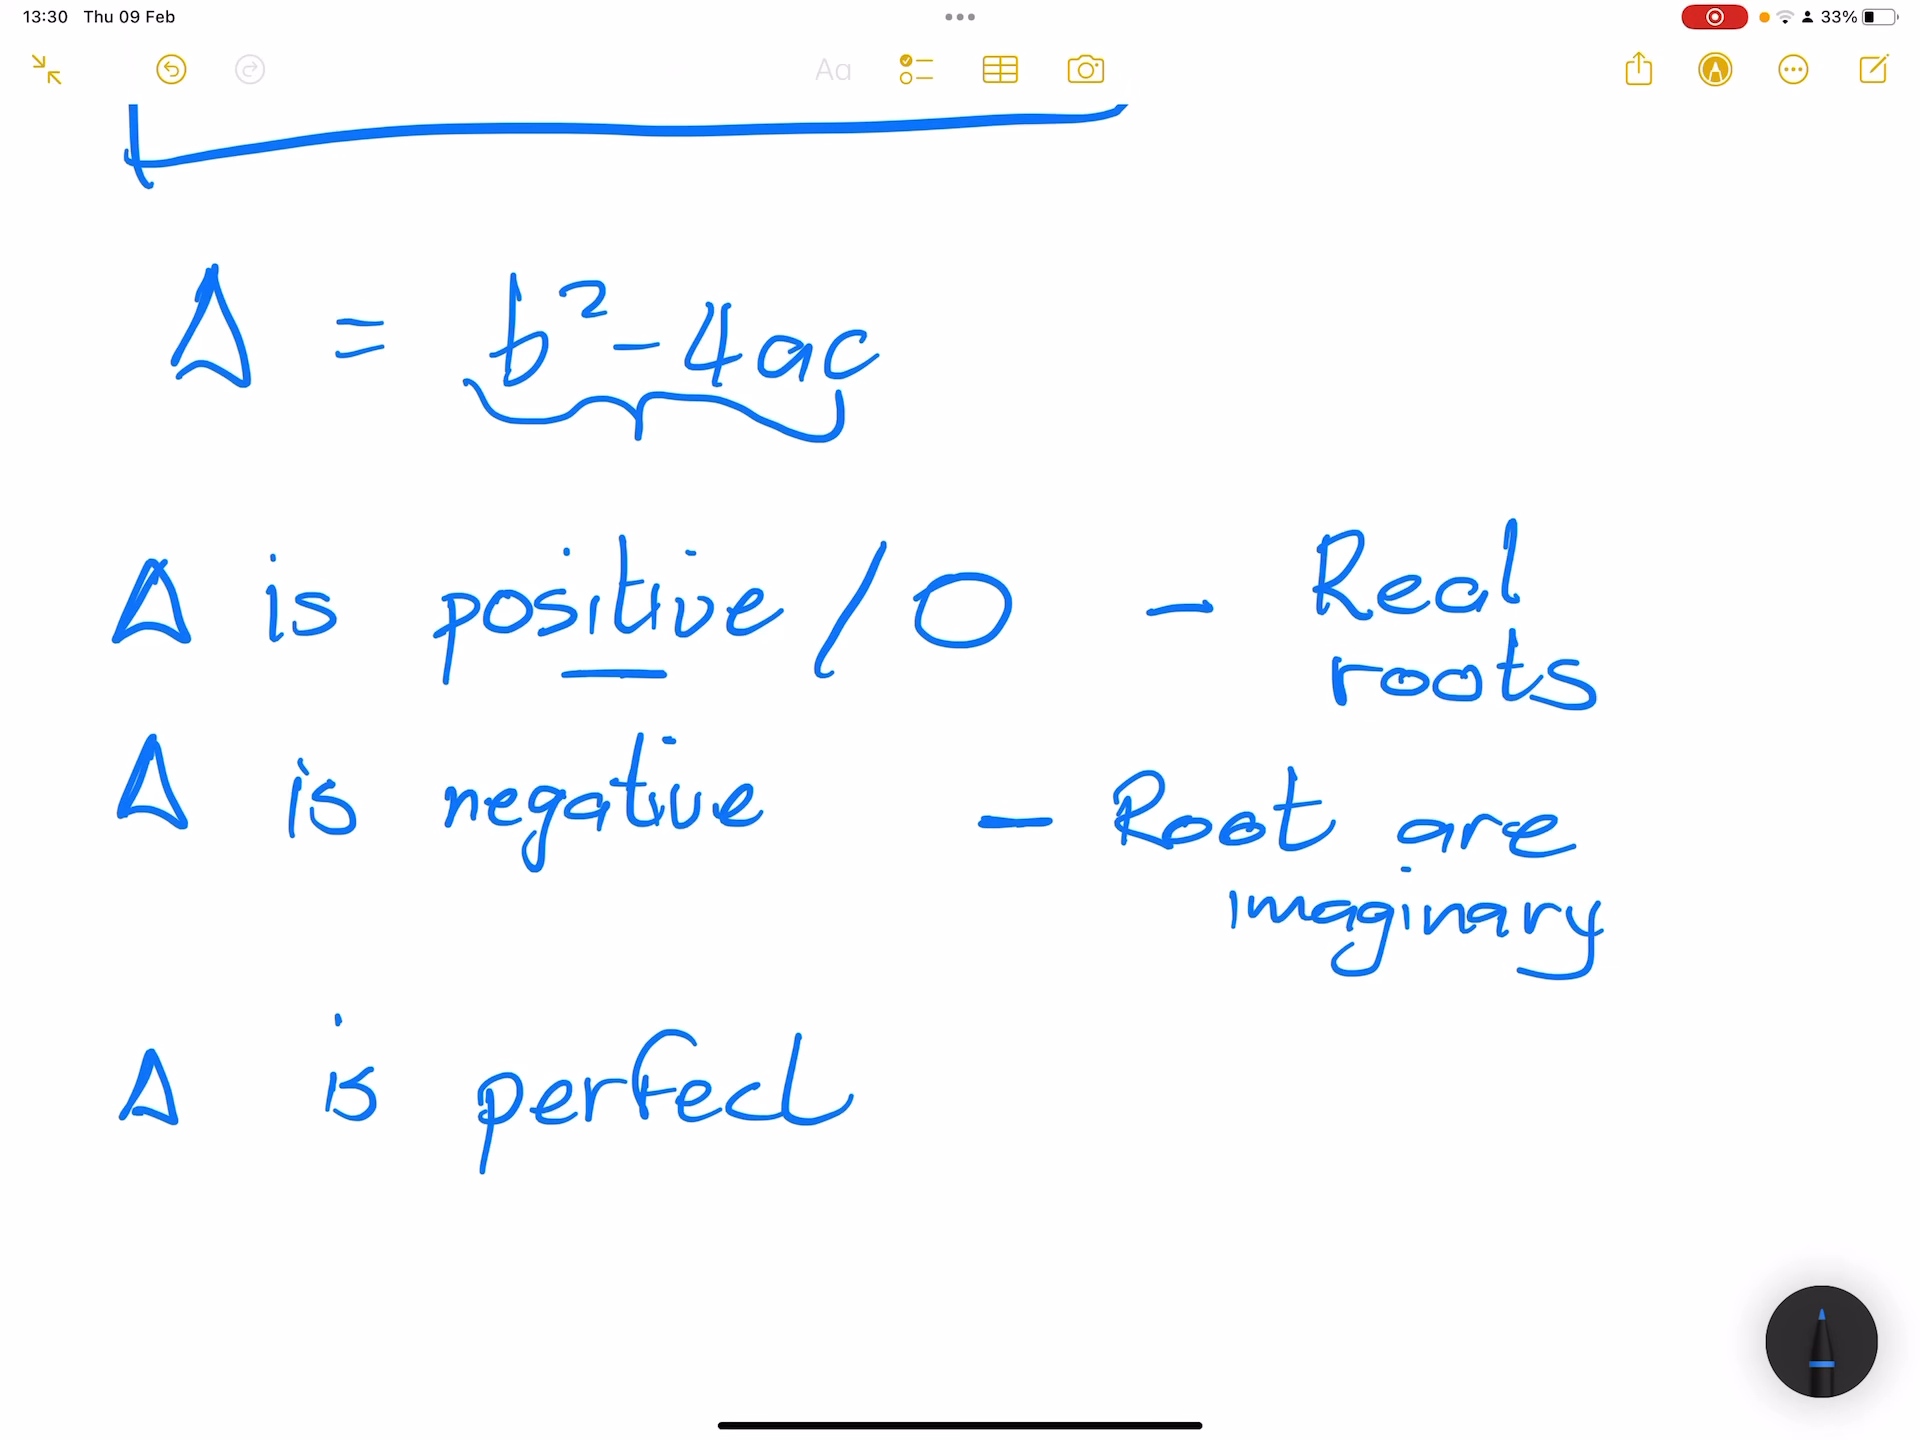 13:30 Thu 09 Feb
33%
Aa
Δ = b² - 4ac
Δ is positive / 0 - Real
roots
Δ is negative - Root are
imaginary
Δ is perfect